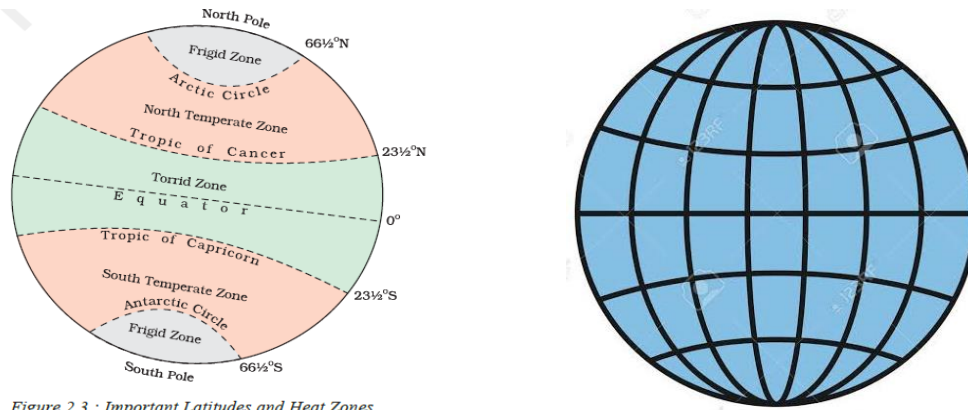 North Pole
66½°N
Frigid Zone
Arctic Circle
North Temperate Zone
Tropic of Cancer
23½°N
Torrid Zone
Equator
0°
Tropic of Capricorn
South Temperate Zone
23½°S
Antarctic Circle
Frigid Zone
66½°S
South Pole
Figure 2.3 : Important Latitudes and Heat Zones
123RF
123RF